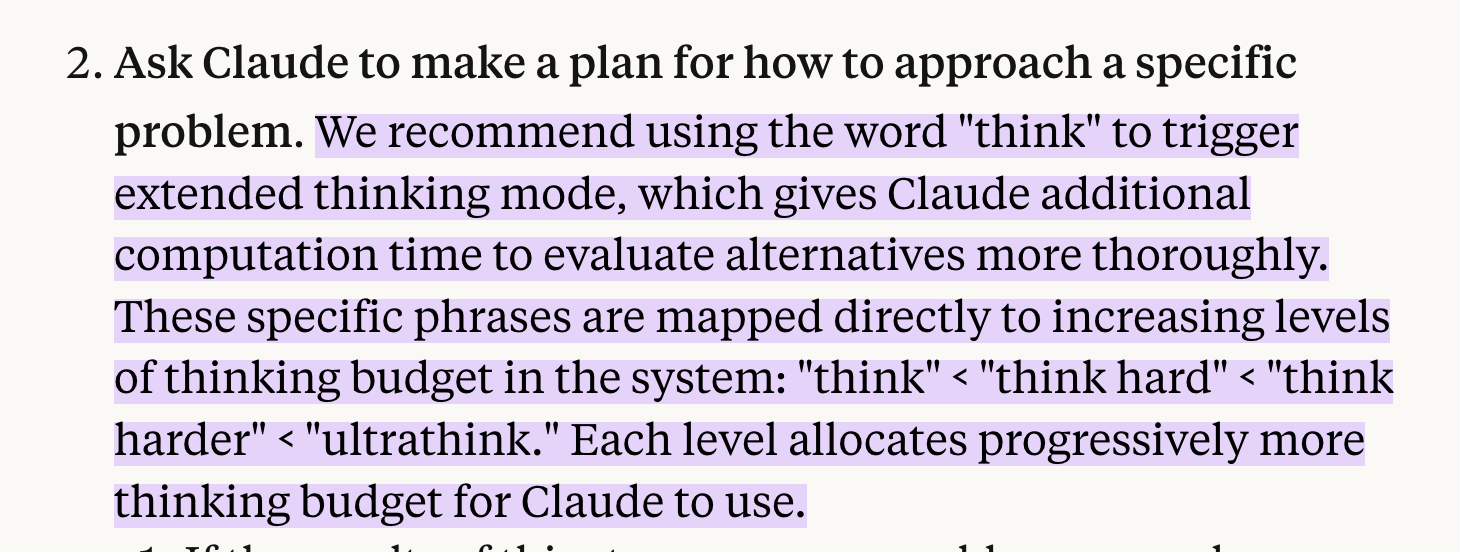 2. Ask Claude to make a plan for how to approach a specific
problem. We recommend using the word "think" to trigger
extended thinking mode, which gives Claude additional
computation time to evaluate alternatives more thoroughly.
These specific phrases are mapped directly to increasing levels
of thinking budget in the system: "think" < "think hard" < "think
harder" < "ultrathink." Each level allocates progressively more
thinking budget for Claude to use.